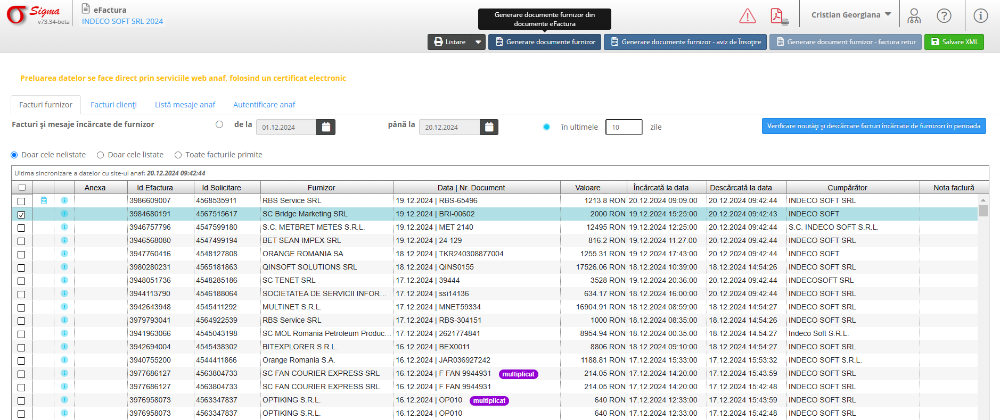 Sigma
v73.34-beta
eFactura
INDECO SOFT SRL 2024
Generare documente furnizor din
documente eFactura
Cristian Georgiana
Listare
Generare documente furnizor
Generare documente furnizor - aviz de Însoțire
Generare document furnizor - factura retur
Salvare XML
Preluarea datelor se face direct prin serviciile web anaf, folosind un certificat electronic
Facturi furnizor Facturi clienți Listă mesaje anaf Autentificare anaf
Facturi și mesaje încărcate de furnizor de la 01.12.2024 până la 20.12.2024 în ultimele 10 zile Verificare noutăți și descărcare facturi încărcate de furnizori în perioada
Doar cele nelistate Doar cele listate Toate facturile primite
Ultima sincronizare a datelor cu site-ul anaf: 20.12.2024 09:42:44
Anexa Id Efactura Id Solicitare Furnizor Data | Nr. Document Valoare Încărcată la data Descărcată la data Cumpărător Nota factură
3986609007 4568535911 RBS Service SRL 19.12.2024 | RBS-65496 1213.8 RON 20.12.2024 09:09:00 20.12.2024 09:42:44 INDECO SOFT SRL
3984680191 4567515617 SC Bridge Marketing SRL 19.12.2024 | BRI-00602 2000 RON 19.12.2024 15:25:00 20.12.2024 09:42:43 INDECO SOFT
3946757796 4547599180 S.C. METBRET METES S.R.L. 19.12.2024 | MET 2140 12495 RON 19.12.2024 12:25:00 20.12.2024 09:42:44 S.C. INDECO SOFT S.R.L.
3946568080 4547499194 BET SEAN IMPEX SRL 19.12.2024 | 24 129 816.2 RON 19.12.2024 11:27:00 20.12.2024 09:42:44 INDECO SOFT SRL
3947760416 4548127808 ORANGE ROMANIA SA 18.12.2024 | TKR240308877004 1255.31 RON 19.12.2024 17:43:00 20.12.2024 09:42:44 INDECO SOFT
3980280231 4565181863 QINSOFT SOLUTIONS SRL 18.12.2024 | QINS0155 17526.06 RON 18.12.2024 10:39:00 18.12.2024 14:54:26 INDECO SOFT SRL
3948051736 4548285186 SC TENET SRL 17.12.2024 | 39444 3528 RON 19.12.2024 20:36:00 20.12.2024 09:42:44 INDECOSOFT SRL
3944113790 4546188064 SOCIETATEA DE SERVICII INFOR... 17.12.2024 | ssi14136 634.17 RON 18.12.2024 16:00:00 20.12.2024 09:42:44 INDECO SOFT SRL
3942643948 4545411292 MULTINET S.R.L. 17.12.2024 | MNET59334 16904.91 RON 18.12.2024 08:59:00 18.12.2024 14:54:27 INDECO SOFT SRL
3979793041 4564922539 RBS Service SRL 17.12.2024 | RBS-304151 1000 RON 18.12.2024 08:35:00 18.12.2024 14:54:26 INDECO SOFT SRL
3941963066 4545043198 SC MOL Romania Petroleum Produc... 17.12.2024 | 2621774841 8954.94 RON 18.12.2024 00:35:00 18.12.2024 14:54:27 Indeco Soft S.R.L.
3942694004 4545438302 BITEXPLORER S.R.L. 16.12.2024 | BEX0011 8806 RON 18.12.2024 09:10:00 18.12.2024 14:54:27 INDECO SOFT SRL
3940755200 4544411866 Orange Romania S.A. 16.12.2024 | JAR036927242 1188.81 RON 17.12.2024 15:33:00 17.12.2024 15:53:32 INDECO SOFT S.R.L.
3977686127 4563804733 SC FAN COURIER EXPRESS SRL 16.12.2024 | F FAN 9944931 multiplicat 214.05 RON 17.12.2024 14:20:00 17.12.2024 15:43:59 INDECO SOFT SRL
3977686127 4563804733 SC FAN COURIER EXPRESS SRL 16.12.2024 | F FAN 9944931 214.05 RON 17.12.2024 14:20:00 17.12.2024 15:42:48 INDECO SOFT SRL
3976958073 4563347837 OPTIKING S.R.L. 16.12.2024 | OP010 multiplicat 640 RON 17.12.2024 12:33:00 17.12.2024 15:43:59 INDECO SOFT SRL
3976958073 4563347837 OPTIKING S.R.L. 16.12.2024 | OP010 640 RON 17.12.2024 12:33:00 17.12.2024 15:42:48 INDECO SOFT SRL